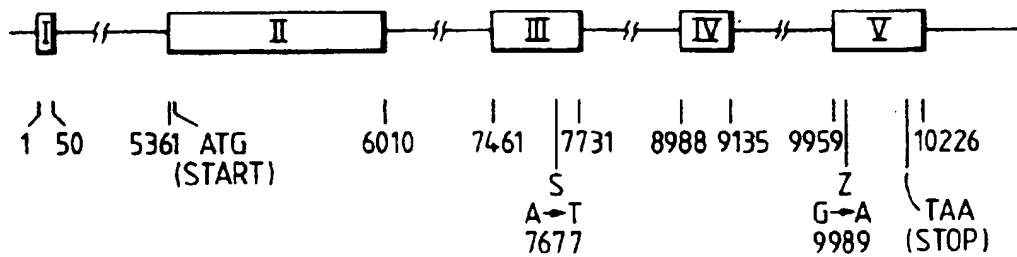 I II III IV V
1 50 5361 ATG 6010 7461 7731 8988 9135 9959 10226
(START) S Z TAA
A→T G→A (STOP)
7677 9989